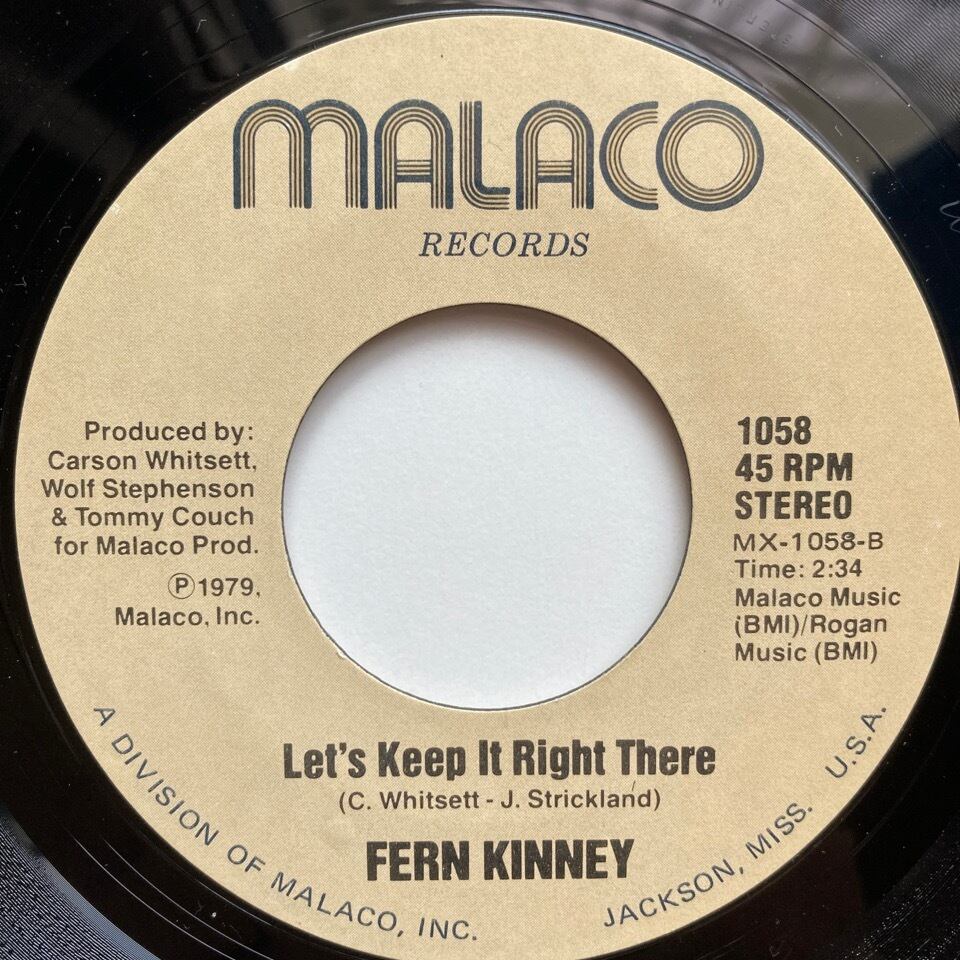 MALACO
RECORDS
Produced by:
Carson Whitsett,
Wolf Stephenson
& Tommy Couch
for Malaco Prod.
Ⓟ1979,
Malaco, Inc.
1058
45 RPM
STEREO
MX-1058-B
Time: 2:34
Malaco Music
(BMI)/Rogan
Music (BMI)
Let's Keep It Right There
(C. Whitsett - J. Strickland)
FERN KINNEY
A DIVISION OF MALACO, INC.
JACKSON, MISS. U.S.A.